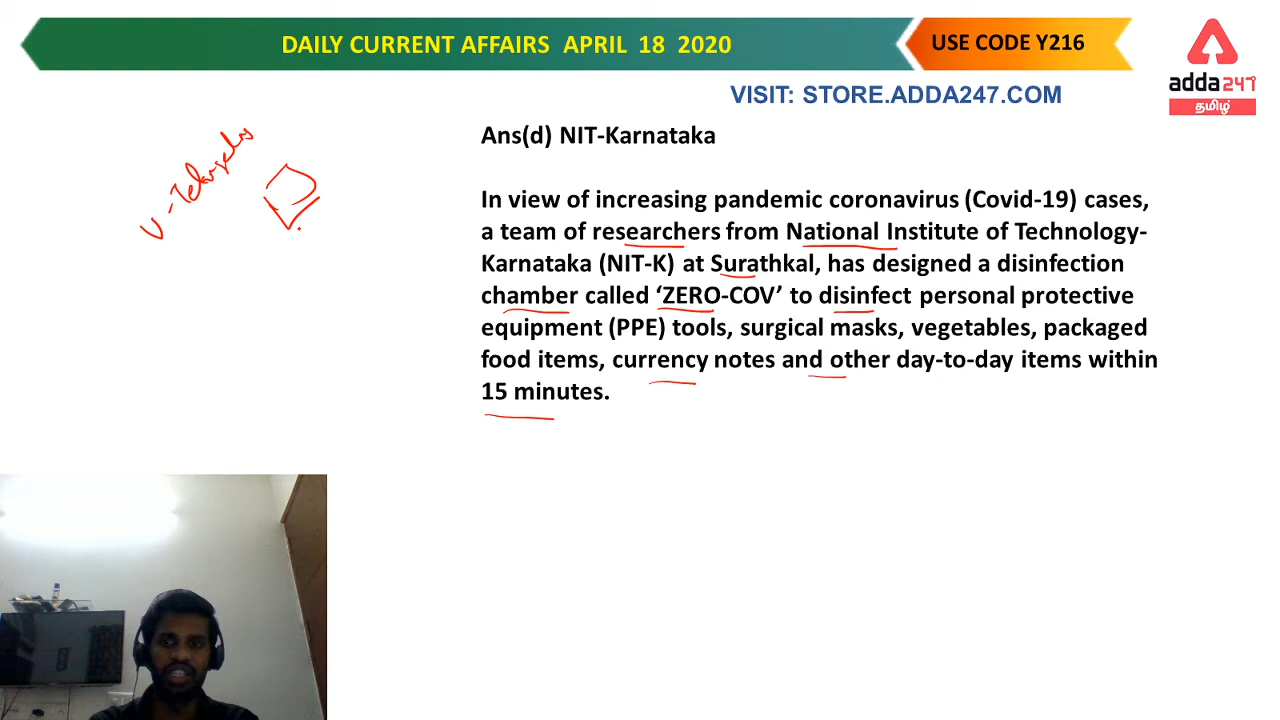 DAILY CURRENT AFFAIRS APRIL 18 2020
USE CODE Y216
adda247
தமிழ்
VISIT: STORE.ADDA247.COM
Ans(d) NIT-Karnataka
In view of increasing pandemic coronavirus (Covid-19) cases,
a team of researchers from National Institute of Technology-
Karnataka (NIT-K) at Surathkal, has designed a disinfection
chamber called ‘ZERO-COV’ to disinfect personal protective
equipment (PPE) tools, surgical masks, vegetables, packaged
food items, currency notes and other day-to-day items within
15 minutes.